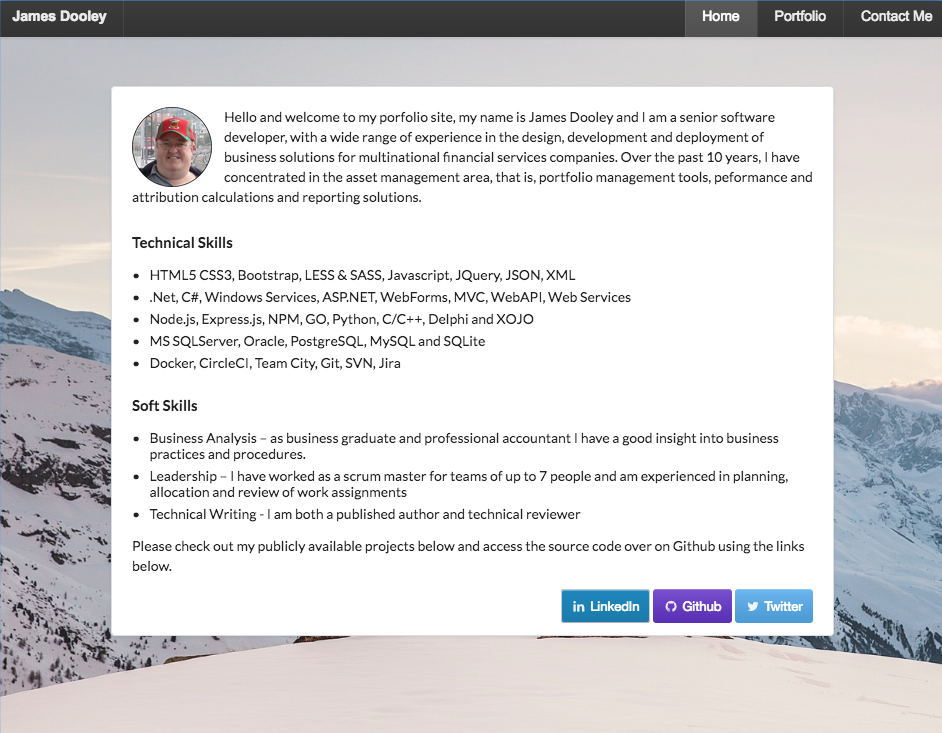 James Dooley
Home Portfolio Contact Me
Hello and welcome to my porfolio site, my name is James Dooley and I am a senior software
developer, with a wide range of experience in the design, development and deployment of
business solutions for multinational financial services companies. Over the past 10 years, I have
concentrated in the asset management area, that is, portfolio management tools, peformance and
attribution calculations and reporting solutions.
Technical Skills
• HTML5 CSS3, Bootstrap, LESS & SASS, Javascript, JQuery, JSON, XML
• .Net, C#, Windows Services, ASP.NET, WebForms, MVC, WebAPI, Web Services
• Node.js, Express.js, NPM, GO, Python, C/C++, Delphi and XOJO
• MS SQLServer, Oracle, PostgreSQL, MySQL and SQLite
• Docker, CircleCI, Team City, Git, SVN, Jira
Soft Skills
• Business Analysis – as business graduate and professional accountant I have a good insight into business
practices and procedures.
• Leadership – I have worked as a scrum master for teams of up to 7 people and am experienced in planning,
allocation and review of work assignments
• Technical Writing - I am both a published author and technical reviewer
Please check out my publicly available projects below and access the source code over on Github using the links
below.
LinkedIn Github Twitter